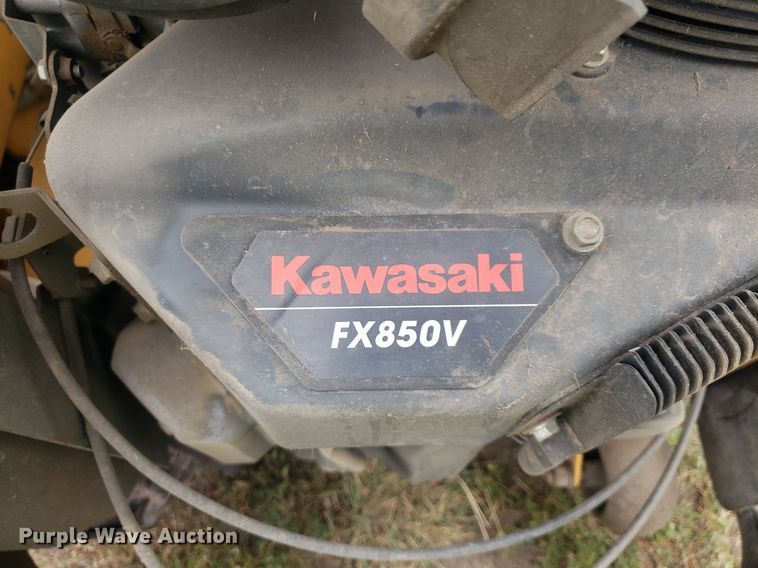 Kawasaki
FX850V
Purple Wave Auction